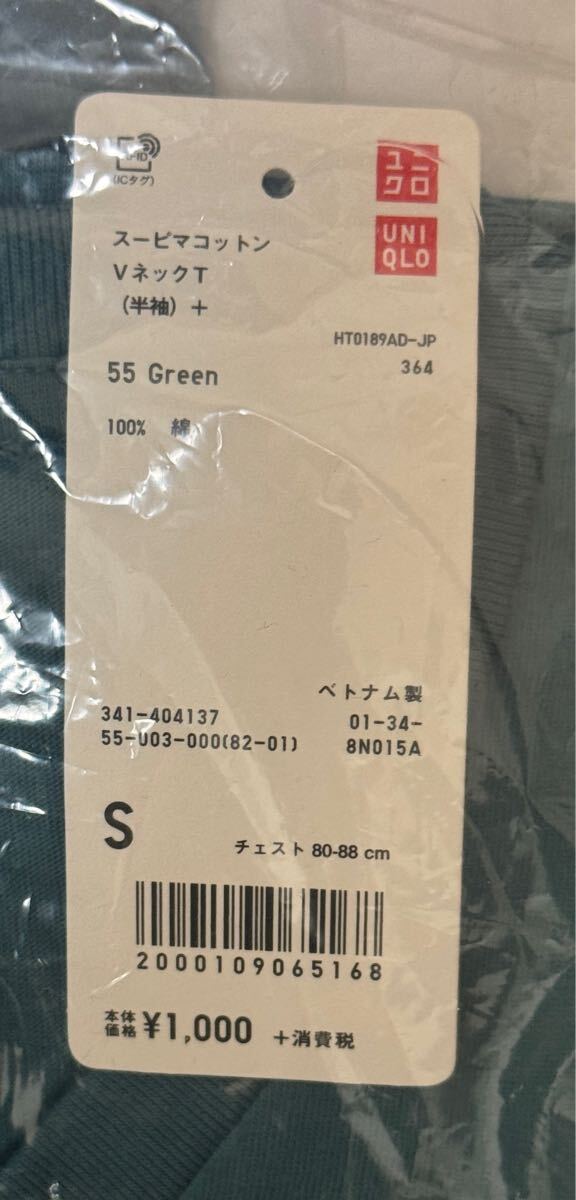 (ICタグ)
ユニ
クロ
UNI
QLO
スーピマコットン
VネックT
(半袖)+
HT0189AD-JP
364
55 Green
100% 綿
ベトナム製
341-404137
01-34-
55-U03-000(82-01)
8N015A
S
チェスト 80-88 cm
2000109065168
本体
価格 ¥1,000 +消費税